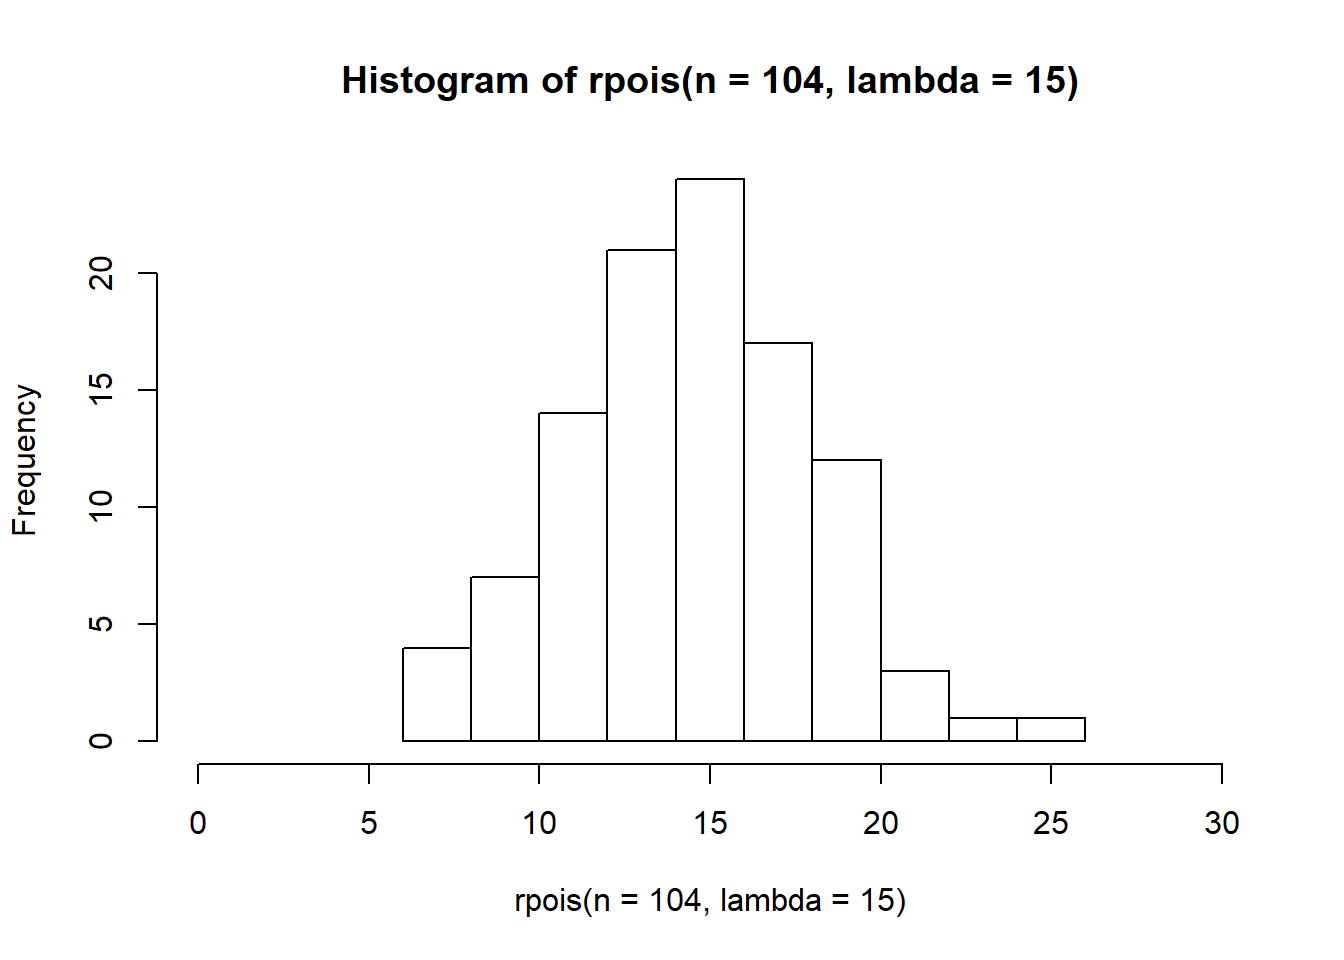 Histogram of rpois(n = 104, lambda = 15)
Frequency
20
15
10
5
0
0 5 10 15 20 25 30
rpois(n = 104, lambda = 15)